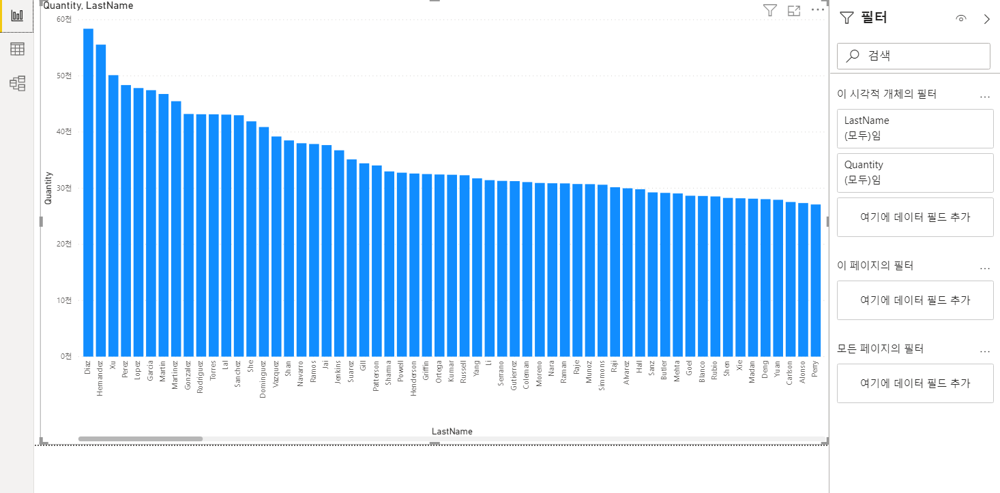 Quantity, LastName
60천
50천
40천
30천
20천
10천
0천
Quantity
Diaz
Hernandez
Xu
Perez
Lopez
Garcia
Martin
Martinez
Gonzalez
Rodriguez
Torres
Lal
Sanchez
She
Dominguez
Vazquez
Shan
Navarro
Ramos
Jai
Jenkins
Suarez
Gill
Patterson
Sharma
Powell
Henderson
Griffin
Ortega
Kumar
Russell
Yang
Li
Serrano
Gutierrez
Coleman
Moreno
Nara
Raman
Raje
Munoz
Simmons
Raji
Alvarez
Hall
Sanz
Butler
Mehta
Goel
Blanco
Rubio
Shen
Xie
Madan
Deng
Yuan
Carlson
Alonso
Perry
LastName
필터
검색
이 시각적 개체의 필터
...
LastName
(모두)임
Quantity
(모두)임
여기에 데이터 필드 추가
이 페이지의 필터
...
여기에 데이터 필드 추가
모든 페이지의 필터
...
여기에 데이터 필드 추가